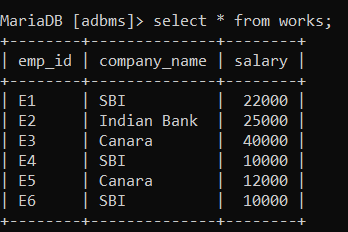 MariaDB [adbms]> select * from works;
+--------+--------------+--------+
| emp_id | company_name | salary |
+--------+--------------+--------+
| E1     | SBI          |  22000 |
| E2     | Indian Bank  |  25000 |
| E3     | Canara       |  40000 |
| E4     | SBI          |  10000 |
| E5     | Canara       |  12000 |
| E6     | SBI          |  10000 |
+--------+--------------+--------+